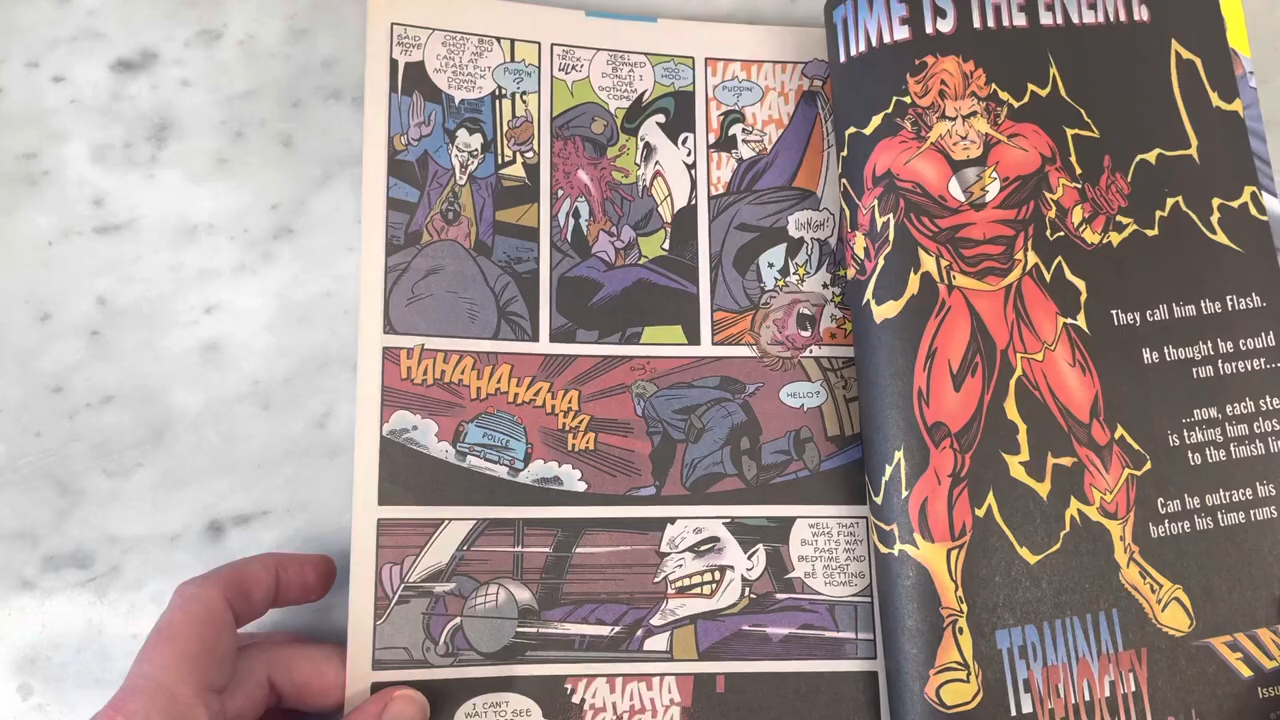 I
SAID
MOVE
IT!
OKAY, BIG
SHOT, YOU
GOT ME.
CAN I AT
LEAST PUT
MY SNACK
DOWN
FIRST?
PUDDIN'
?
NO
TRICK--
ULK!
YES!
DOWNED
BY A
DONUT! I
LOVE
GOTHAM
COPS!
YOO-
HOO--
HAHAHA
PUDDIN'
?
UNNGH!
HAHAHAHAHAHA
HA
HA
POLICE
HELLO?
WELL, THAT
WAS FUN,
BUT IT'S WAY
PAST MY
BEDTIME AND
I MUST
BE GETTING
HOME.
I CAN'T
WAIT TO SEE
HAHAHA
TIME IS THE ENEMY.
They call him the Flash.
He thought he could
run forever...
...now, each ste
is taking him clos
to the finish li
Can he outrace his
before his time runs
TERMINAL
VELOCITY
FLA
Issu